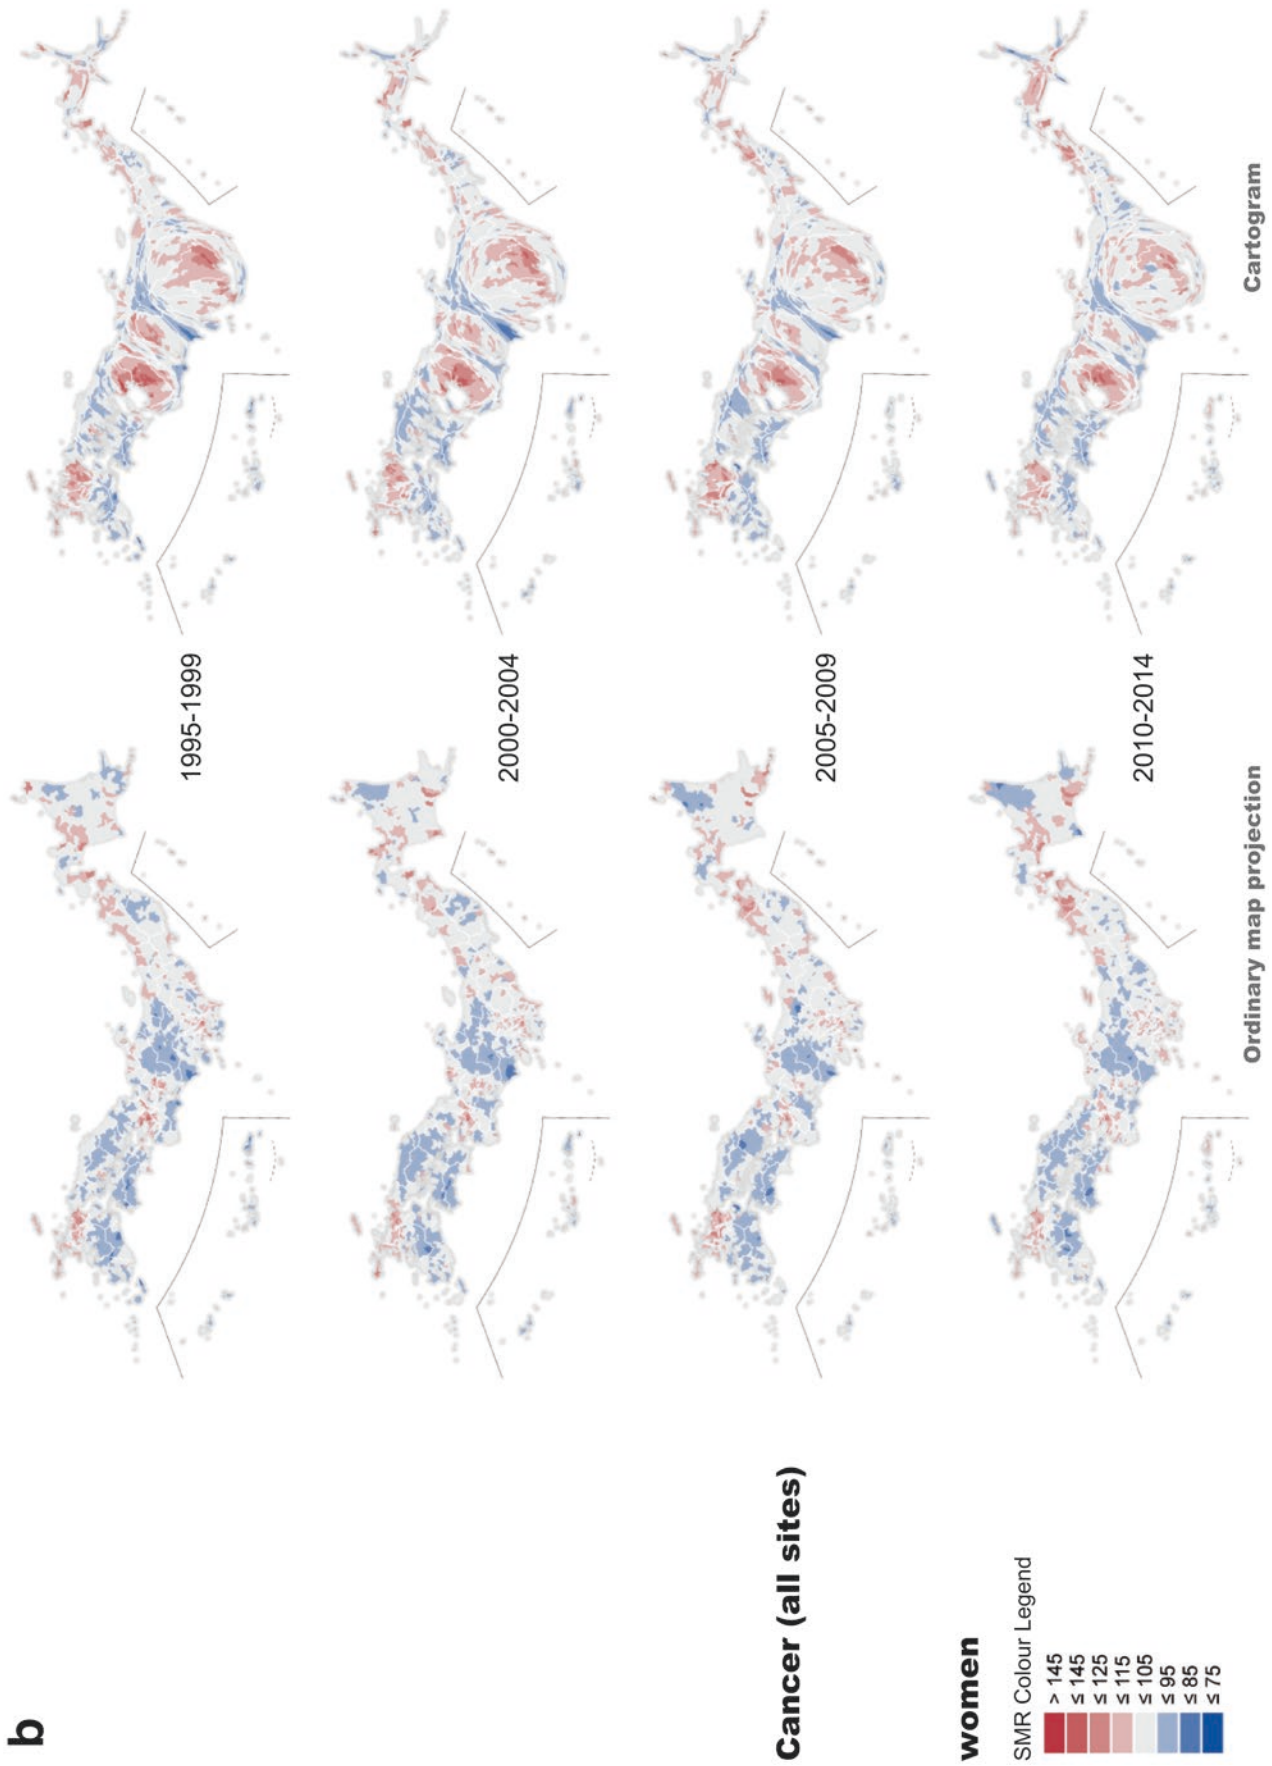 b
Cancer (all sites)
women
SMR Colour Legend
> 145
≤ 145
≤ 125
≤ 115
≤ 105
≤ 95
≤ 85
≤ 75
1995-1999
2000-2004
2005-2009
2010-2014
Ordinary map projection
Cartogram